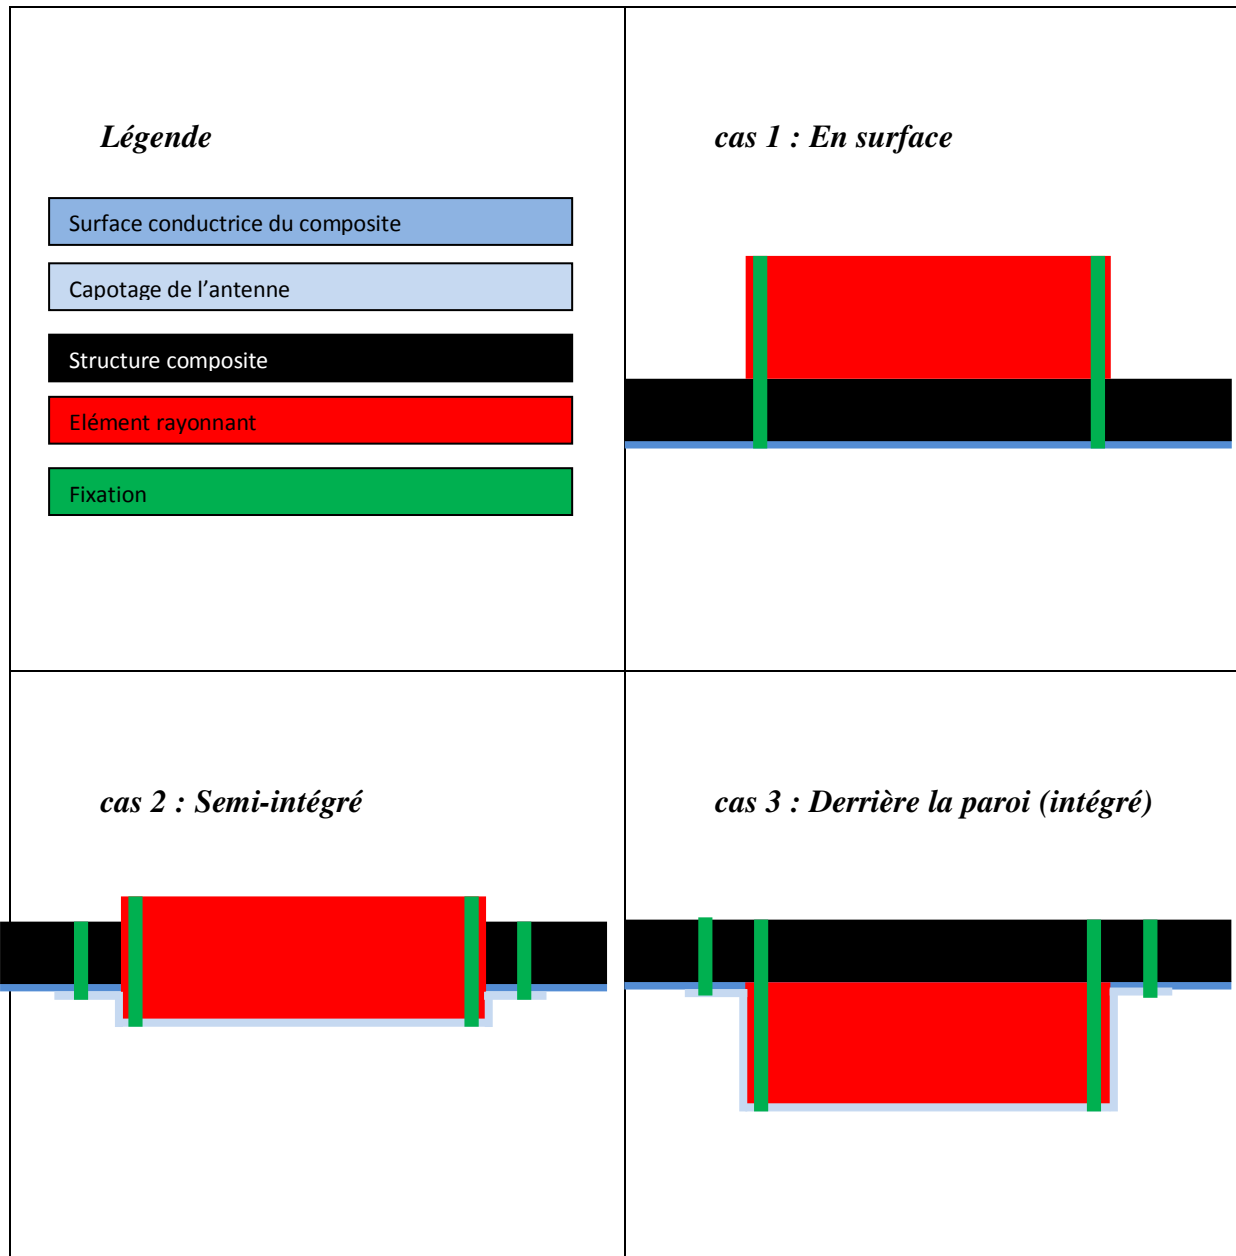 Légende
Surface conductrice du composite
Capotage de l’antenne
Structure composite
Elément rayonnant
Fixation
cas 1 : En surface
cas 2 : Semi-intégré
cas 3 : Derrière la paroi (intégré)